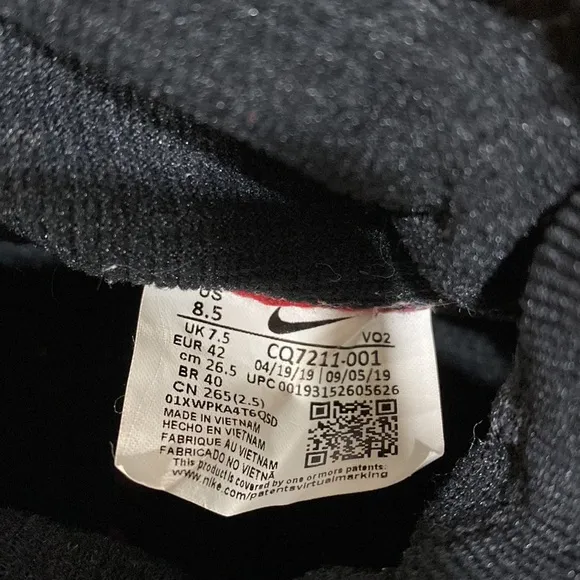 US
8.5
UK 7.5
EUR 42
cm 26.5
BR 40
CN 265(2.5)
VO2
CQ7211-001
04/19/19 | 09/05/19
UPC 00193152605626
01XWPKA4T6QSD
MADE IN VIETNAM
HECHO EN VIETNAM
FABRIQUE AU VIETNAM
FABRICADO NO VIETNÃ
This product is covered by one or more patents:
www.nike.com/patentsvirtualmarking